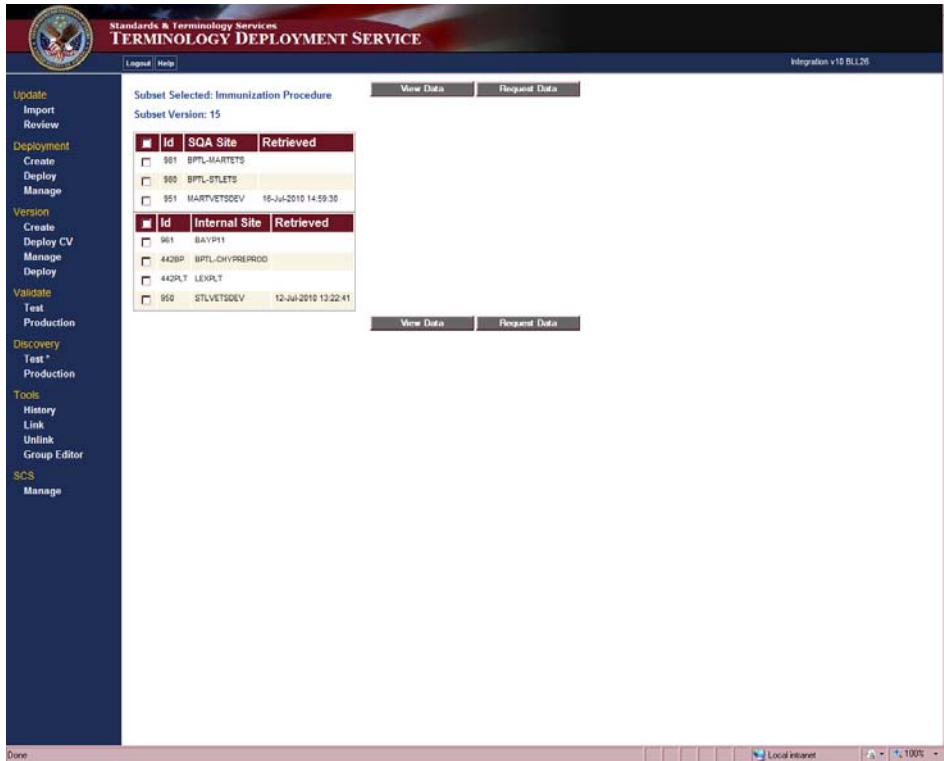 Standards & Terminology Services
TERMINOLOGY DEPLOYMENT SERVICE
Logout Help
Integration v10 BLL26
Update
Import
Review
Deployment
Create
Deploy
Manage
Version
Create
Deploy CV
Manage
Deploy
Validate
Test
Production
Discovery
Test *
Production
Tools
History
Link
Unlink
Group Editor
SCS
Manage
Subset Selected: Immunization Procedure
Subset Version: 15
View Data Request Data
Id SQA Site Retrieved
981 BPTL-MARTETS
980 BPTL-STLETS
951 MARTVETSDEV 16-Jul-2010 14:59:30
Id Internal Site Retrieved
961 BAYP11
442BP BPTL-CHYPREPROD
442PLT LEXPLT
950 STLVETSDEV 12-Jul-2010 13:22:41
View Data Request Data
Done
Local intranet
100%